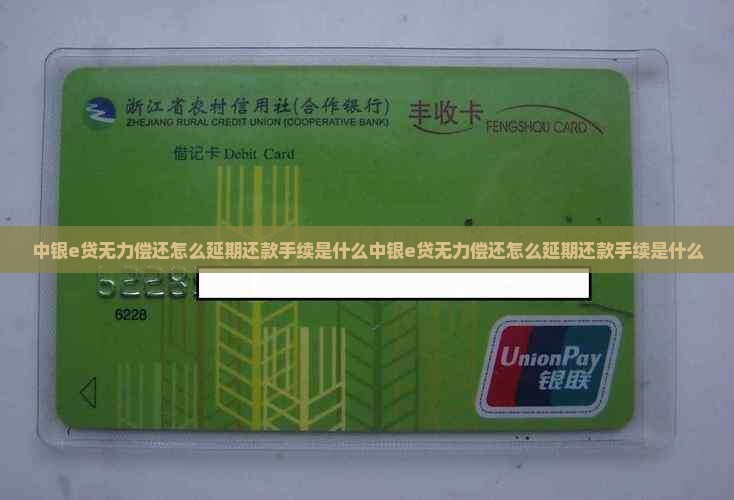 浙江省农村信用社(合作银行)
ZHEJIANG RURAL CREDIT UNION (COOPERATIVE BANK)
丰收卡
FENGSHOU CARD
借记卡 Debit Card
中银e贷无力偿还怎么延期还款手续是什么中银e贷无力偿还怎么延期还款手续是什么
6228
6228
UnionPay
银联